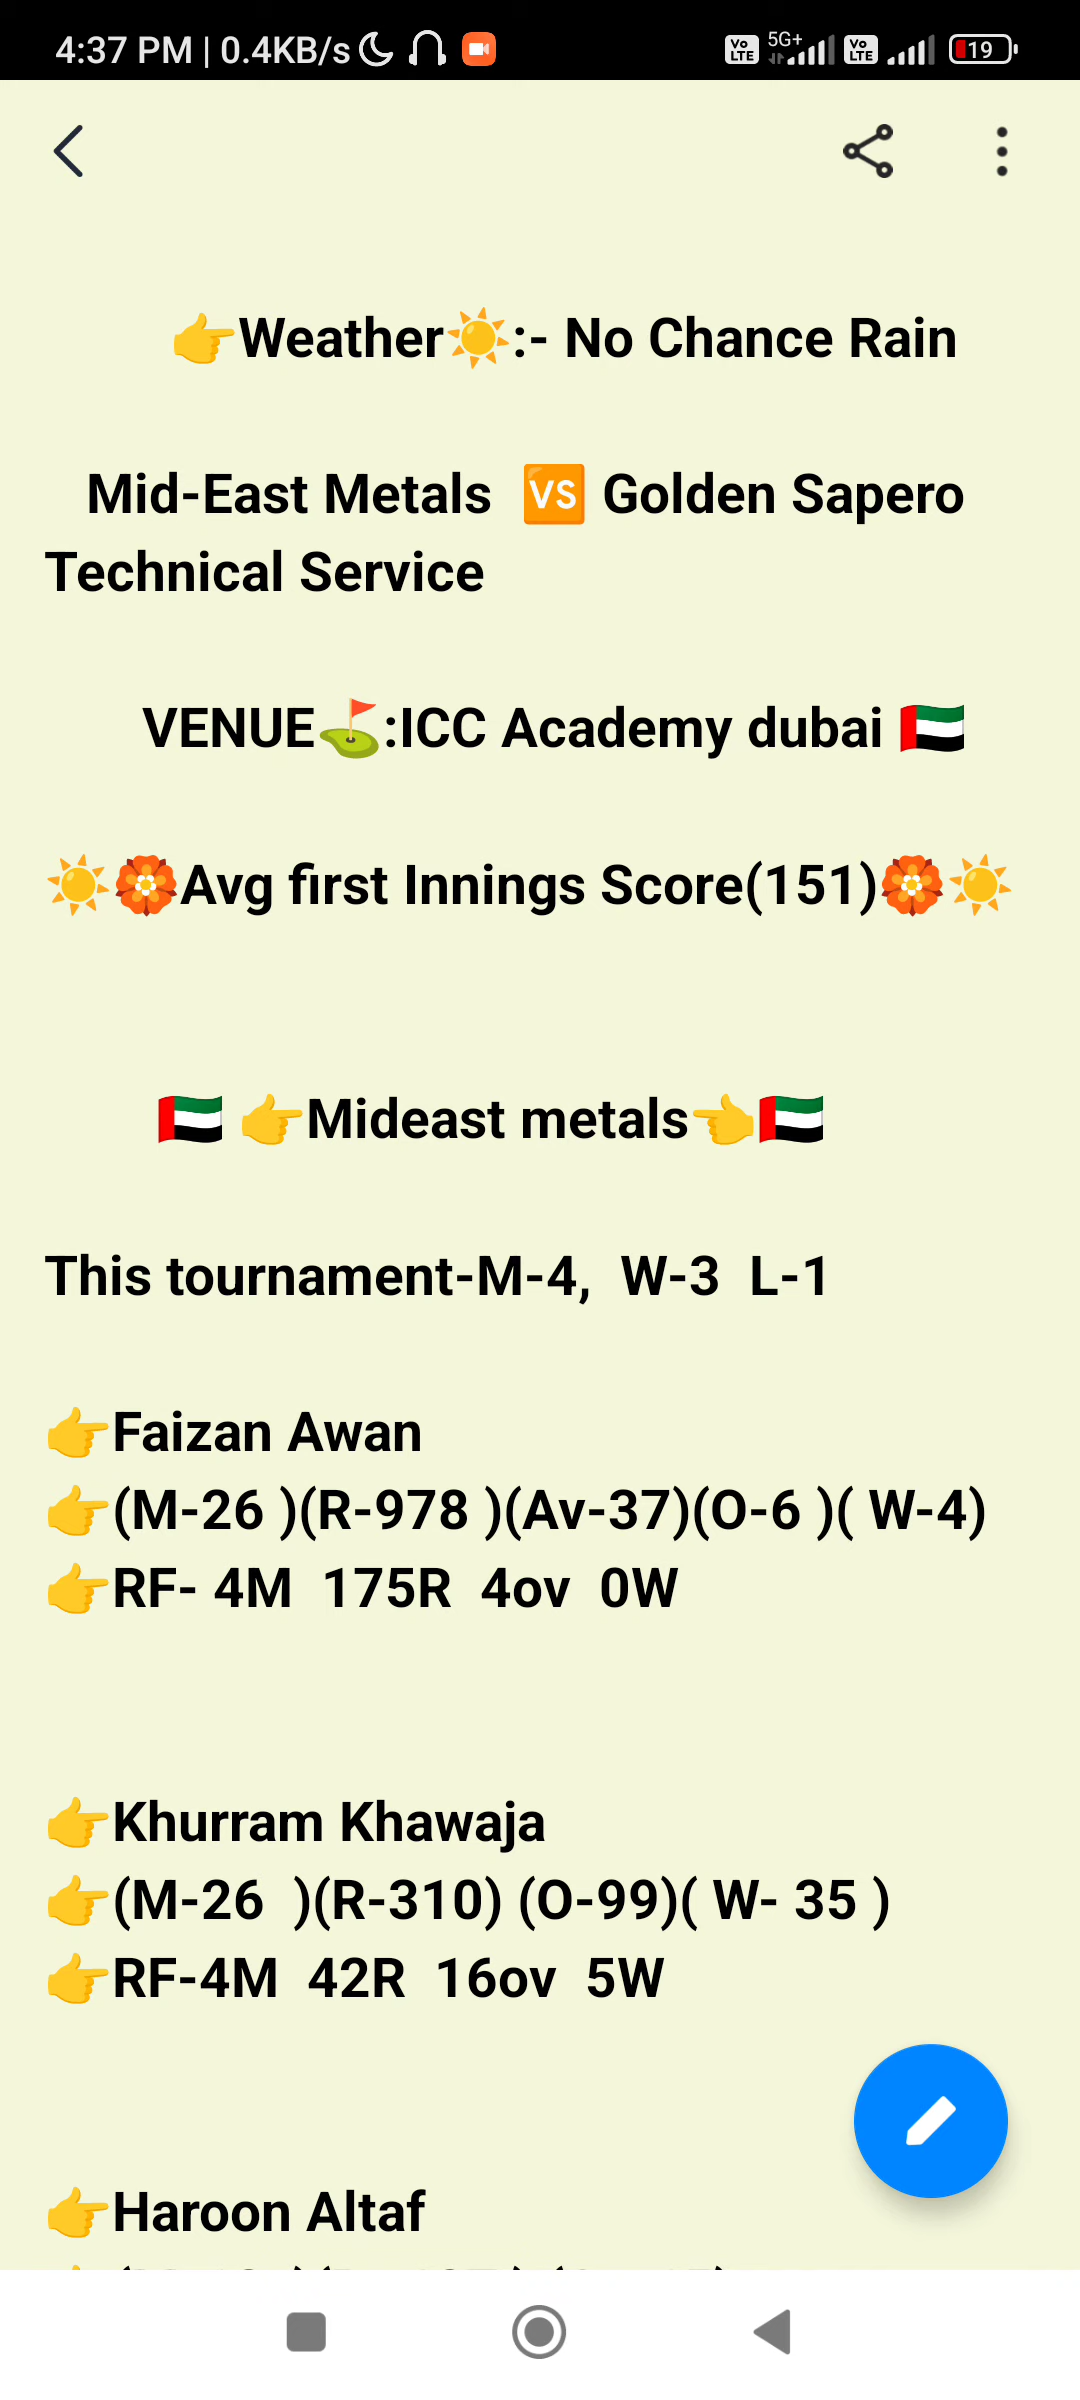 4:37 PM | 0.4KB/s 5G+ 19
👉Weather☀️:- No Chance Rain
Mid-East Metals 🆚 Golden Sapero
Technical Service
VENUE⛳:ICC Academy dubai 🇦🇪
☀️🏵️Avg first Innings Score(151)🏵️☀️
🇦🇪 👉Mideast metals👈🇦🇪
This tournament-M-4, W-3 L-1
👉Faizan Awan
👉(M-26 )(R-978 )(Av-37)(O-6 )( W-4)
👉RF- 4M 175R 4ov 0W
👉Khurram Khawaja
👉(M-26 )(R-310) (O-99)( W- 35 )
👉RF-4M 42R 16ov 5W
👉Haroon Altaf